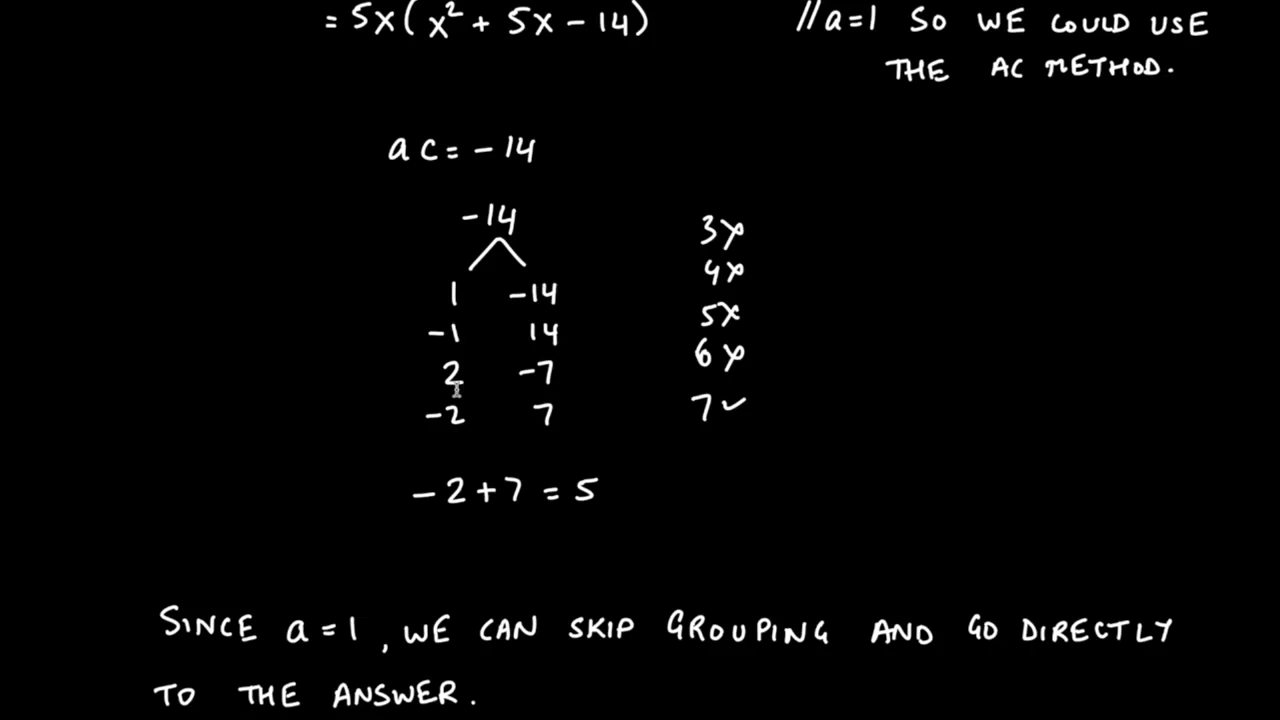 = 5x(x² + 5x - 14) // a=1 SO WE COULD USE
THE AC METHOD.
ac = - 14
-14
3 x
4 x
1 -14
5 x
-1 14
6 x
2 -7
7 ✓
-2 7
-2 + 7 = 5
SINCE a = 1, WE CAN SKIP GROUPING AND GO DIRECTLY
TO THE ANSWER.